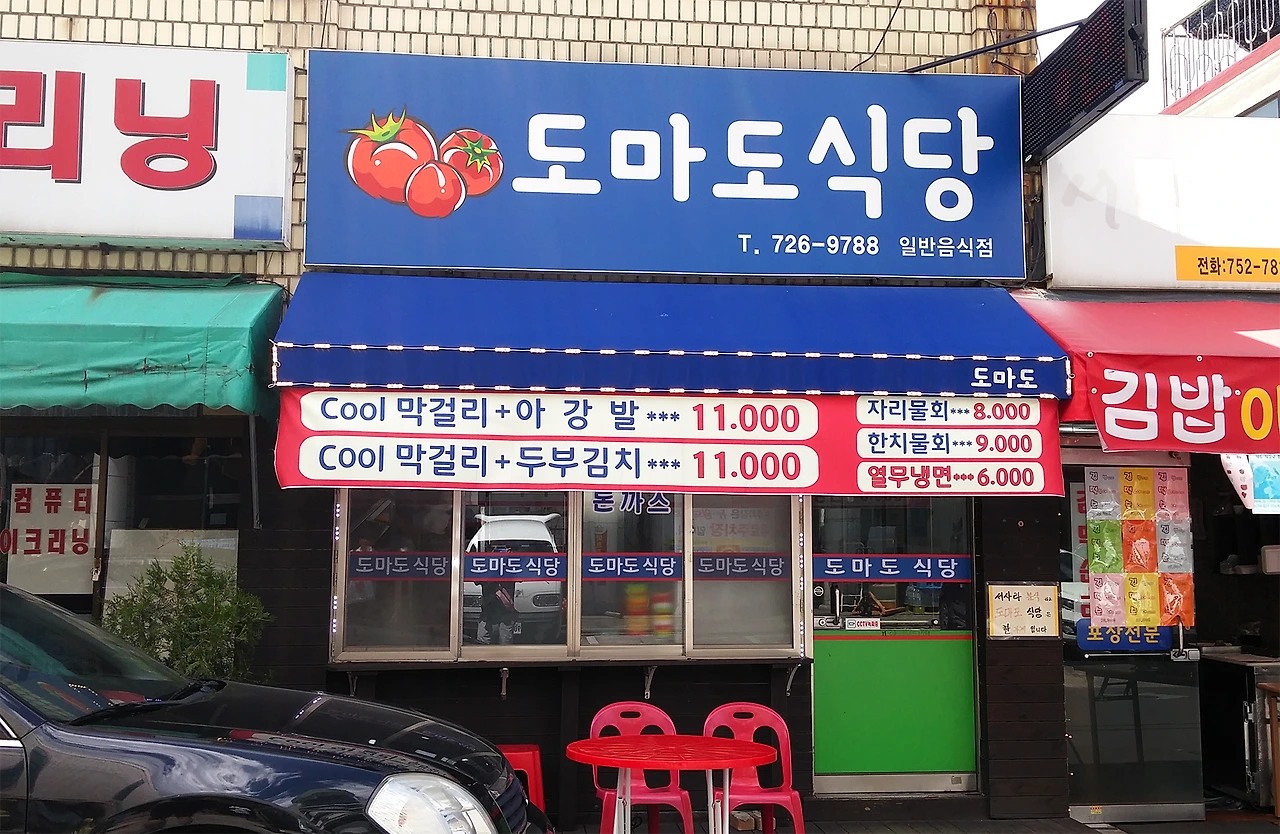 리닝
도마도식당
T. 726-9788 일반음식점
전화:752-78
도마도
김밥
Cool 막걸리+아 강 발*** 11.000
Cool 막걸리+두부김치*** 11.000
자리물회***8.000
한치물회***9.000
열무냉면***6.000
돈까스
컴퓨터
이크리닝
도마도식당
도마도식당
도마도식당
도마도식당
도마도식당
CCTV
포장전문